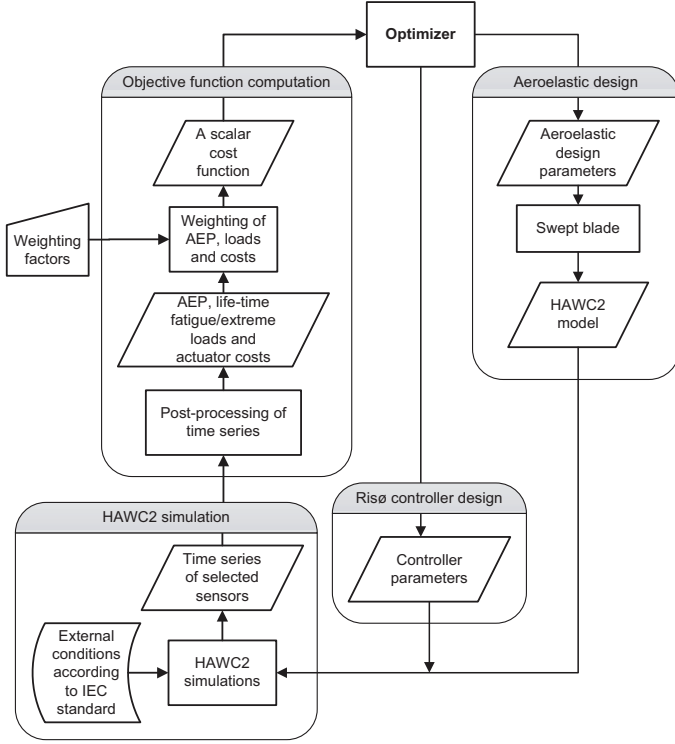 Optimizer
Objective function computation
A scalar
cost
function
Weighting
factors
Weighting of
AEP, loads
and costs
AEP, life-time
fatigue/extreme
loads and
actuator costs
Post-processing of
time series
Aeroelastic design
Aeroelastic
design
parameters
Swept blade
HAWC2
model
Risø controller design
Controller
parameters
HAWC2 simulation
Time series
of selected
sensors
External
conditions
according
to IEC
standard
HAWC2
simulations